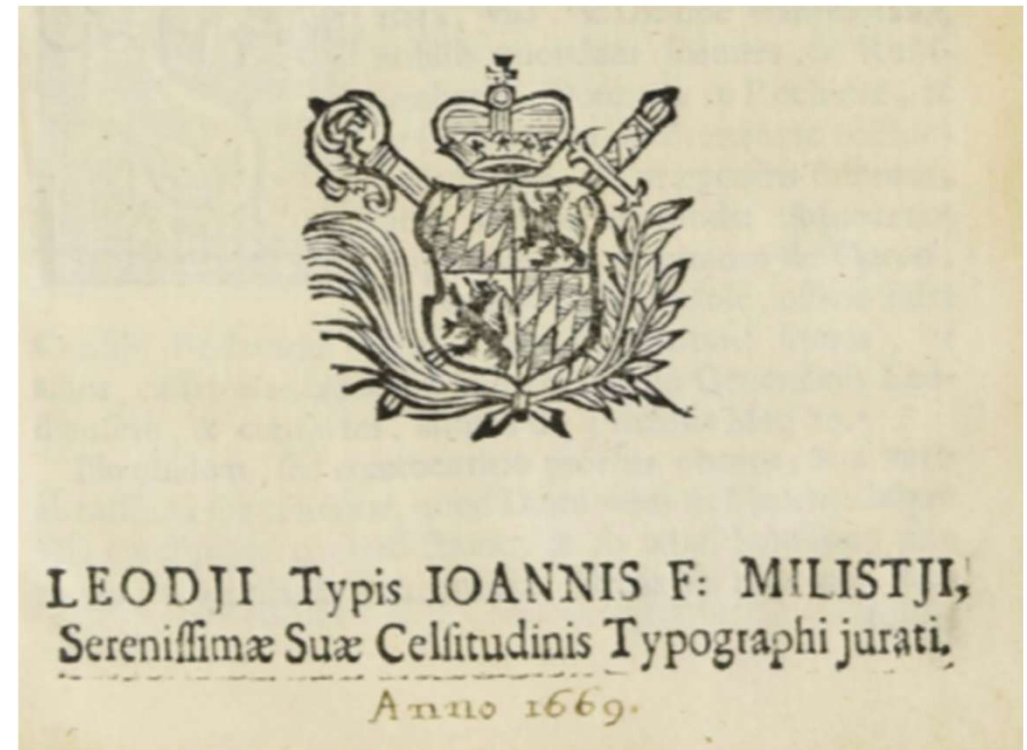 LEODJI Typis IOANNIS F: MILISTJI,
Sereniſſimæ Suæ Celſitudinis Typographi jurati.
Anno 1669.